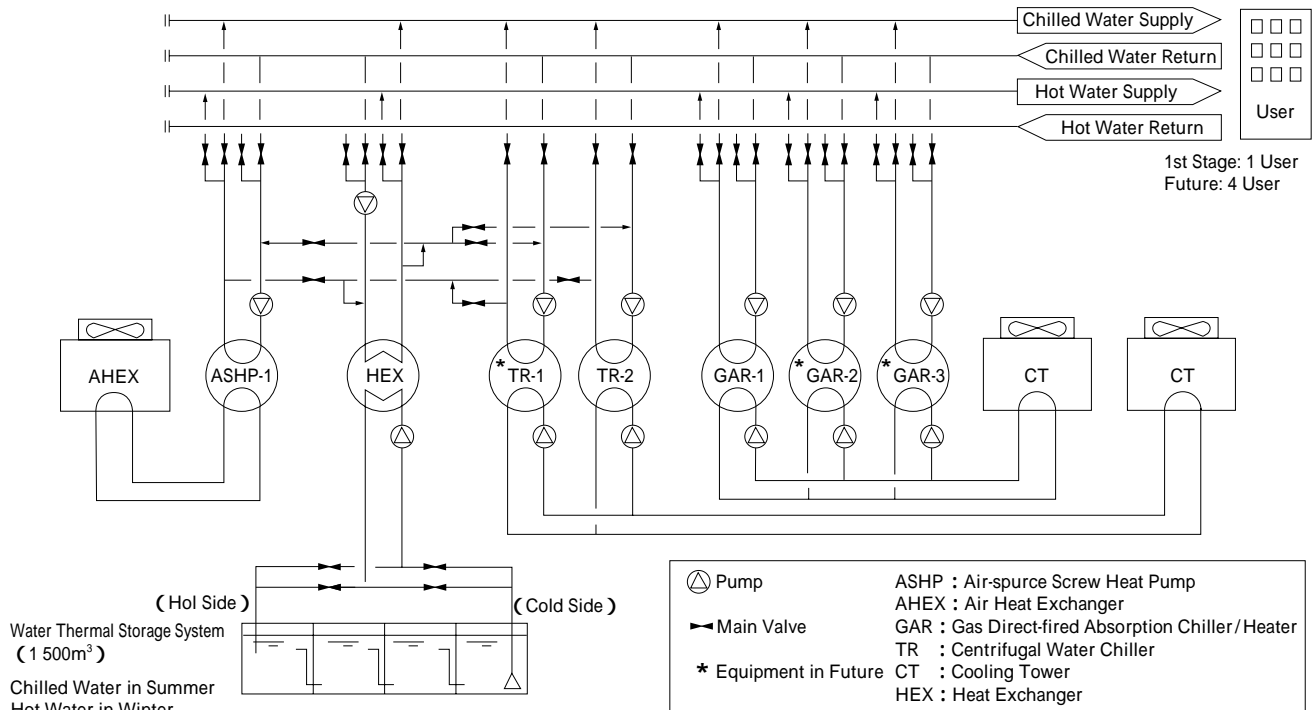 Chilled Water Supply
Chilled Water Return
Hot Water Supply
Hot Water Return
User
1st Stage: 1 User
Future: 4 User
AHEX
ASHP-1
HEX
* TR-1
TR-2
GAR-1
* GAR-2
* GAR-3
CT
CT
(Hol Side)
(Cold Side)
Water Thermal Storage System
(1 500m³)
Chilled Water in Summer
Hot Water in Winter
Pump
Main Valve
* Equipment in Future
ASHP : Air-spurce Screw Heat Pump
AHEX : Air Heat Exchanger
GAR : Gas Direct-fired Absorption Chiller/Heater
TR : Centrifugal Water Chiller
CT : Cooling Tower
HEX : Heat Exchanger